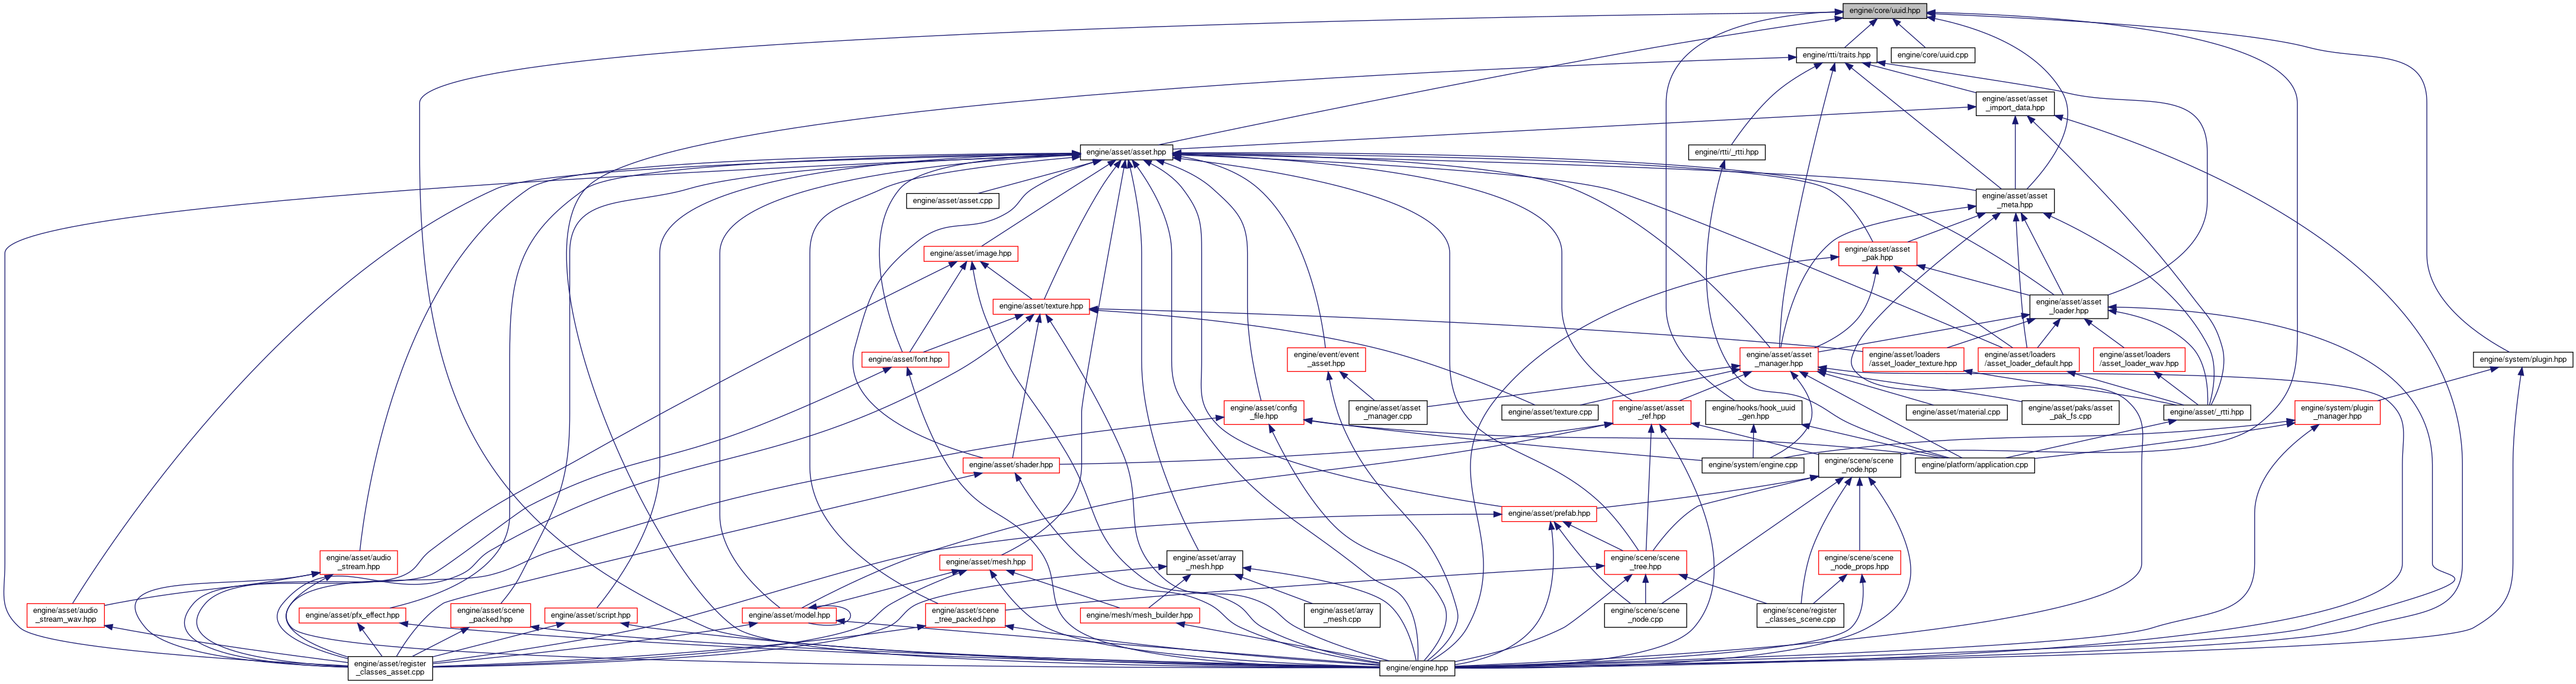 engine/core/uuid.hpp
engine/rtti/traits.hpp
engine/core/uuid.cpp
engine/asset/asset
_import_data.hpp
engine/asset/asset.hpp
engine/rtti/_rtti.hpp
engine/asset/asset.cpp
engine/asset/asset
_meta.hpp
engine/asset/image.hpp
engine/asset/asset
_pak.hpp
engine/asset/texture.hpp
engine/asset/asset
_loader.hpp
engine/asset/font.hpp
engine/event/event
_asset.hpp
engine/asset/asset
_manager.hpp
engine/asset/loaders
/asset_loader_texture.hpp
engine/asset/loaders
/asset_loader_default.hpp
engine/asset/loaders
/asset_loader_wav.hpp
engine/system/plugin.hpp
engine/asset/config
_file.hpp
engine/asset/asset
_manager.cpp
engine/asset/texture.cpp
engine/asset/asset
_ref.hpp
engine/hooks/hook_uuid
_gen.hpp
engine/asset/material.cpp
engine/asset/paks/asset
_pak_fs.cpp
engine/asset/_rtti.hpp
engine/system/plugin
_manager.hpp
engine/asset/shader.hpp
engine/system/engine.cpp
engine/scene/scene
_node.hpp
engine/platform/application.cpp
engine/asset/prefab.hpp
engine/asset/audio
_stream.hpp
engine/asset/mesh.hpp
engine/asset/array
_mesh.hpp
engine/scene/scene
_tree.hpp
engine/scene/scene
_node_props.hpp
engine/asset/audio
_stream_wav.hpp
engine/asset/pfx_effect.hpp
engine/asset/scene
_packed.hpp
engine/asset/script.hpp
engine/asset/model.hpp
engine/asset/scene
_tree_packed.hpp
engine/mesh/mesh_builder.hpp
engine/asset/array
_mesh.cpp
engine/scene/scene
_node.cpp
engine/scene/register
_classes_scene.cpp
engine/asset/register
_classes_asset.cpp
engine/engine.hpp